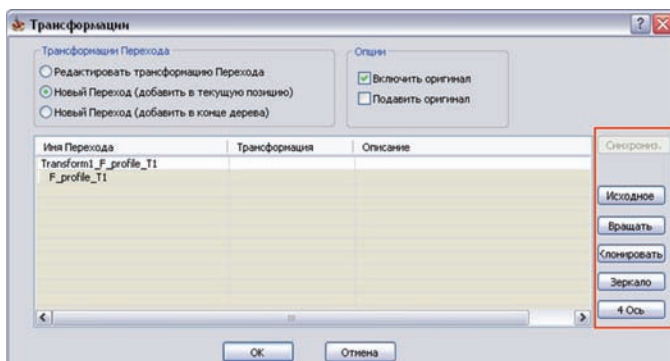 Трансформации
Трансформации Перехода
Редактировать трансформацию Перехода
Новый Переход (добавить в текущую позицию)
Новый Переход (добавить в конце дерева)
Опции
Включить оригинал
Подавить оригинал
Имя Перехода Трансформация Описание
Transform1_F_profile_T1
F_profile_T1
Синхрониз.
Исходное
Вращать
Клонировать
Зеркало
4 Ось
ОК Отмена